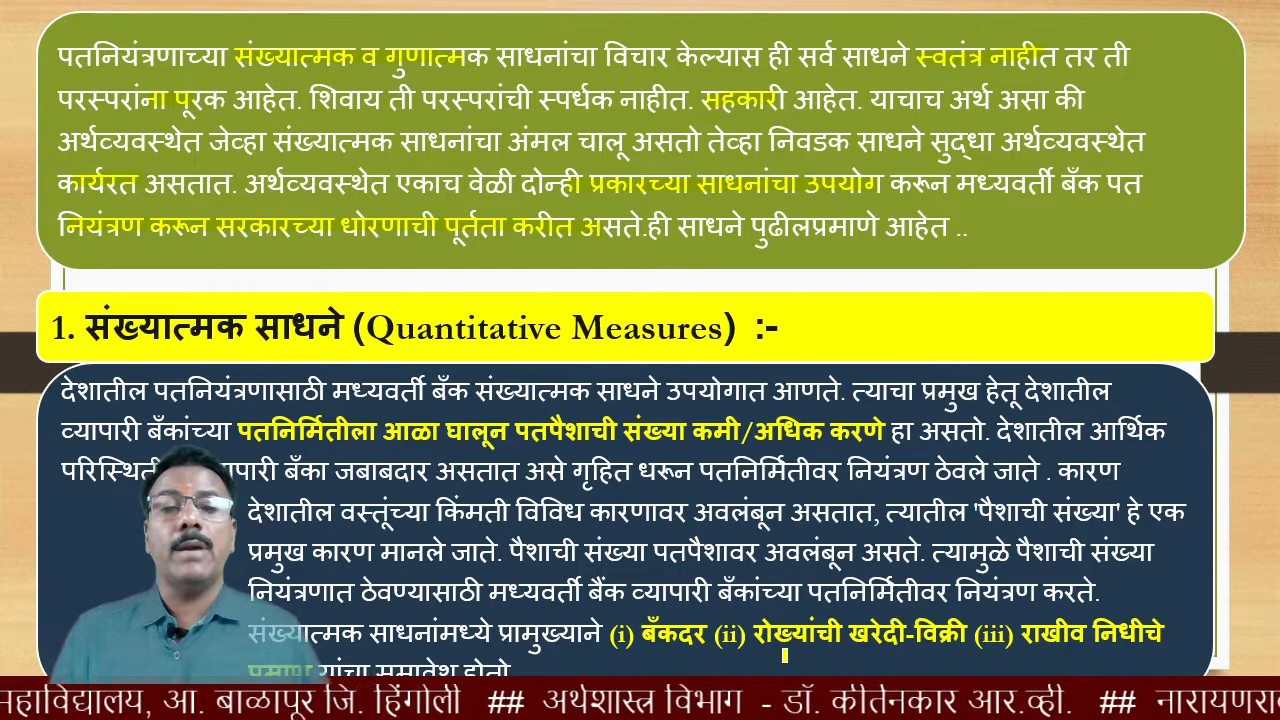 पतनियंत्रणाच्या संख्यात्मक व गुणात्मक साधनांचा विचार केल्यास ही सर्व साधने स्वतंत्र नाहीत तर ती
परस्परांना पूरक आहेत. शिवाय ती परस्परांची स्पर्धक नाहीत. सहकारी आहेत. याचाच अर्थ असा की
अर्थव्यवस्थेत जेव्हा संख्यात्मक साधनांचा अंमल चालू असतो तेव्हा निवडक साधने सुद्धा अर्थव्यवस्थेत
कार्यरत असतात. अर्थव्यवस्थेत एकाच वेळी दोन्ही प्रकारच्या साधनांचा उपयोग करून मध्यवर्ती बँक पत
नियंत्रण करून सरकारच्या धोरणाची पूर्तता करीत असते.ही साधने पुढीलप्रमाणे आहेत ..
1. संख्यात्मक साधने (Quantitative Measures) :-
देशातील पतनियंत्रणासाठी मध्यवर्ती बँक संख्यात्मक साधने उपयोगात आणते. त्याचा प्रमुख हेतू देशातील
व्यापारी बँकांच्या पतनिर्मितीला आळा घालून पतपैशाची संख्या कमी/अधिक करणे हा असतो. देशातील आर्थिक
बँका जबाबदार असतात असे गृहित धरून पतनिर्मितीवर नियंत्रण ठेवले जाते . कारण
देशातील वस्तूंच्या किंमती विविध कारणावर अवलंबून असतात, त्यातील 'पैशाची संख्या' हे एक
प्रमुख कारण मानले जाते. पैशाची संख्या पतपैशावर अवलंबून असते. त्यामुळे पैशाची संख्या
नियंत्रणात ठेवण्यासाठी मध्यवर्ती बैंक व्यापारी बँकांच्या पतनिर्मितीवर नियंत्रण करते.
संख्यात्मक साधनांमध्ये प्रामुख्याने (i) बँकदर (ii) रोख्यांची खरेदी-विक्री (iii) राखीव निधीचे
प्रमाण यांचा समावेश होतो
महाविद्यालय, आ. बाळापूर जि. हिंगोली ## अर्थशास्त्र विभाग - डॉ. कीर्तनकार आर.व्ही. ## नारायणरा